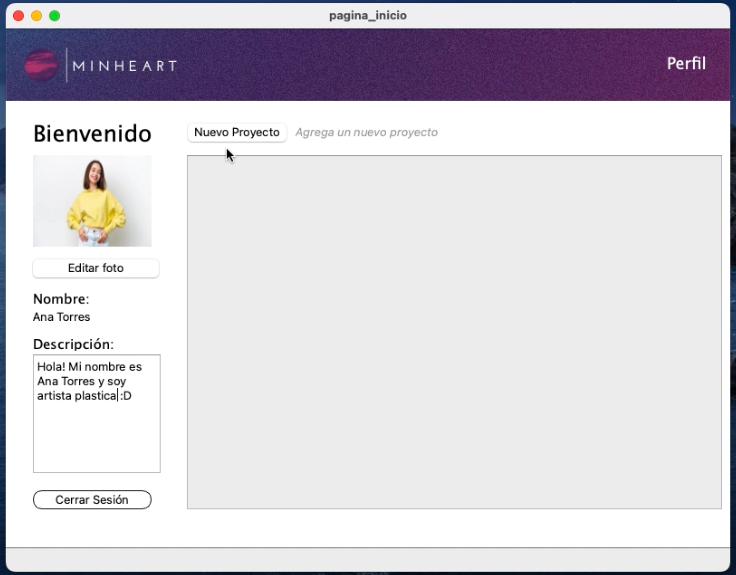 pagina_inicio
MINHEART
Perfil
Bienvenido
Nuevo Proyecto
Agrega un nuevo proyecto
Editar foto
Nombre:
Ana Torres
Descripción:
Hola! Mi nombre es
Ana Torres y soy
artista plastica :D
Cerrar Sesión